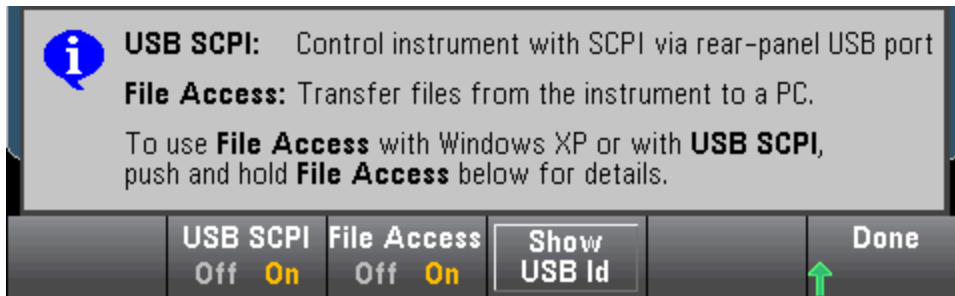 i
USB SCPI: Control instrument with SCPI via rear-panel USB port
File Access: Transfer files from the instrument to a PC.
To use File Access with Windows XP or with USB SCPI,
push and hold File Access below for details.
USB SCPI File Access Show Done
Off On Off On USB Id